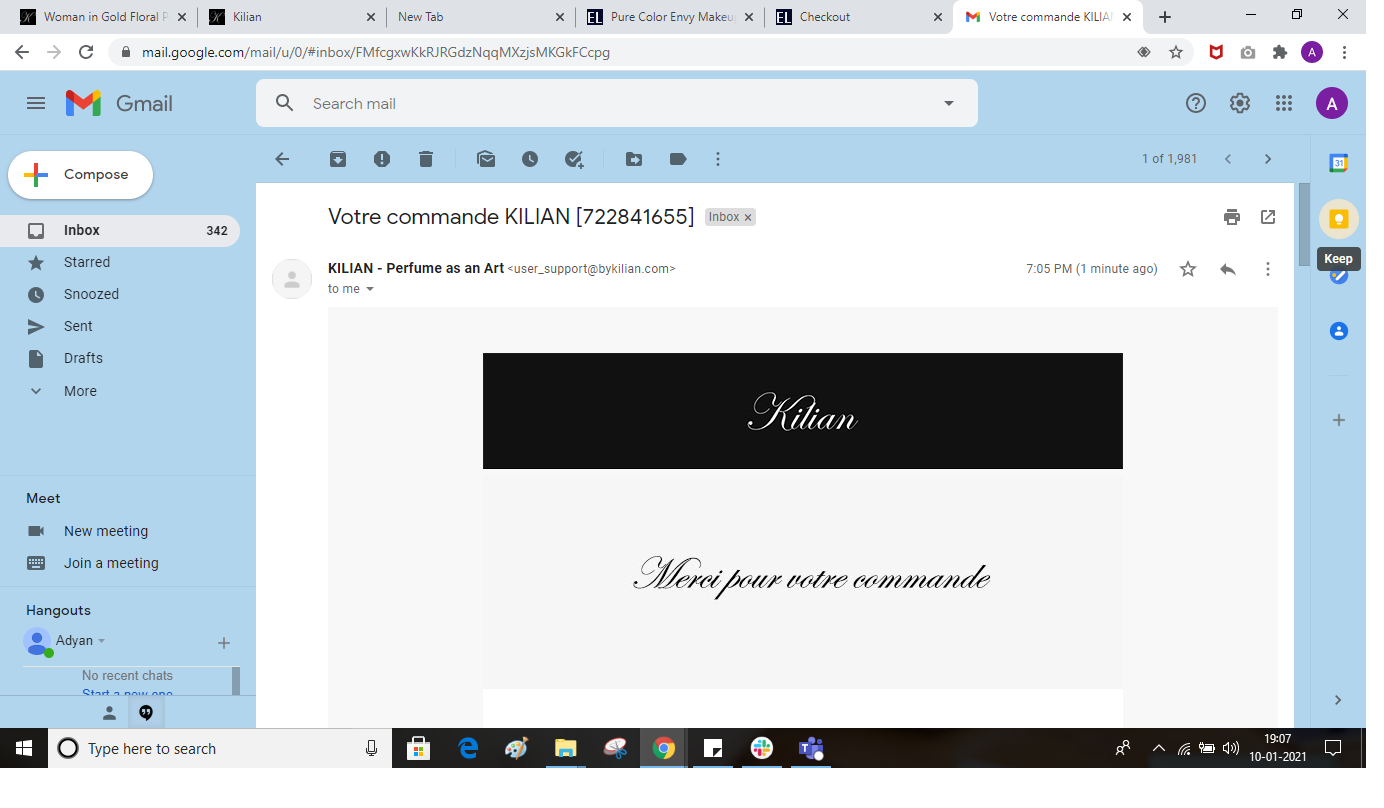 Woman in Gold Floral P
Kilian
New Tab
Pure Color Envy Makeu
Checkout
Votre commande KILIAN
mail.google.com/mail/u/0/#inbox/FMfcgxwKkRJRGdzNqqMXzjsMKGkFCcpg
A
Gmail
Search mail
A
1 of 1,981
31
Compose
Votre commande KILIAN [722841655]
Inbox ×
Inbox
342
Starred
Snoozed
Sent
Drafts
More
KILIAN - Perfume as an Art <user_support@bykilian.com>
7:05 PM (1 minute ago)
to me
Keep
Kilian
Merci pour votre commande
Meet
New meeting
Join a meeting
Hangouts
Adyan
No recent chats
Start a new one
Type here to search
19:07
10-01-2021